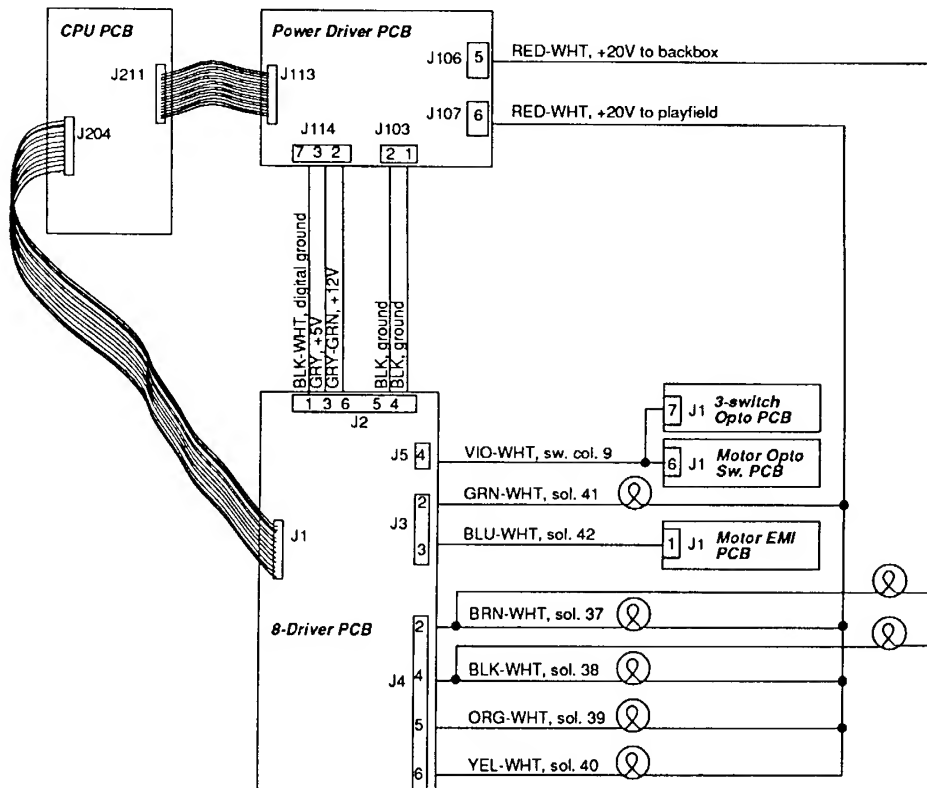 CPU PCB
Power Driver PCB
J211
J113
J106
5
RED-WHT, +20V to backbox
J107
6
RED-WHT, +20V to playfield
J204
J114
J103
7 3 2
2 1
BLK-WHT, digital ground
GRY, +5V
GRY-GRN, +12V
BLK, ground
BLK, ground
1 3 6 5 4
J2
7
J1
3-switch
Opto PCB
J5
4
VIO-WHT, sw. col. 9
6
J1
Motor Opto
Sw. PCB
GRN-WHT, sol. 41
2
J1
J3
3
BLU-WHT, sol. 42
1
J1
Motor EMI
PCB
8-Driver PCB
2
BRN-WHT, sol. 37
J4
4
BLK-WHT, sol. 38
5
ORG-WHT, sol. 39
6
YEL-WHT, sol. 40